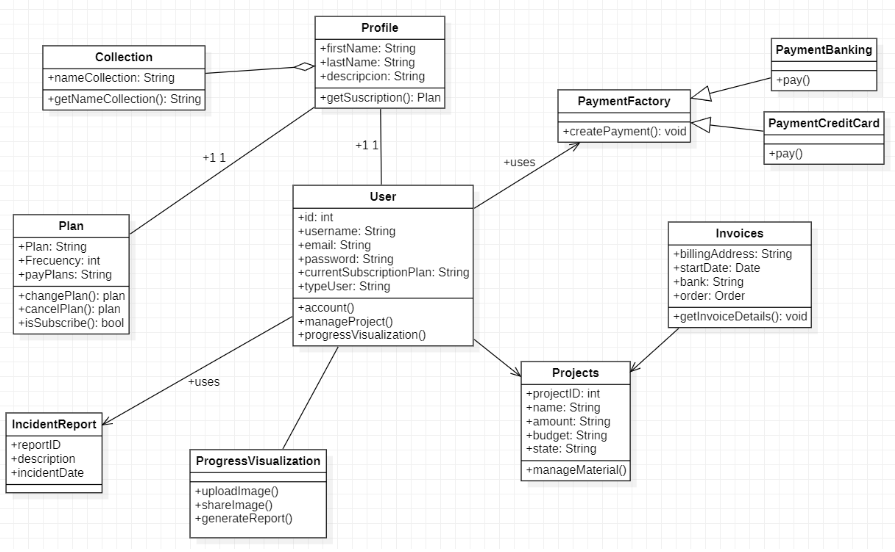 Profile
+firstName: String
+lastName: String
+descripcion: String
+getSuscription(): Plan
Collection
+nameCollection: String
+getNameCollection(): String
PaymentBanking
+pay()
PaymentFactory
+createPayment(): void
PaymentCreditCard
+pay()
+1 1
+1 1
+uses
User
+id: int
+username: String
+email: String
+password: String
+currentSubscriptionPlan: String
+typeUser: String
+account()
+manageProject()
+progressVisualization()
Plan
+Plan: String
+Frecuency: int
+payPlans: String
+changePlan(): plan
+cancelPlan(): plan
+isSubscribe(): bool
Invoices
+billingAddress: String
+startDate: Date
+bank: String
+order: Order
+getInvoiceDetails(): void
+uses
Projects
+projectID: int
+name: String
+amount: String
+budget: String
+state: String
+manageMaterial()
IncidentReport
+reportID
+description
+incidentDate
ProgressVisualization
+uploadImage()
+shareImage()
+generateReport()